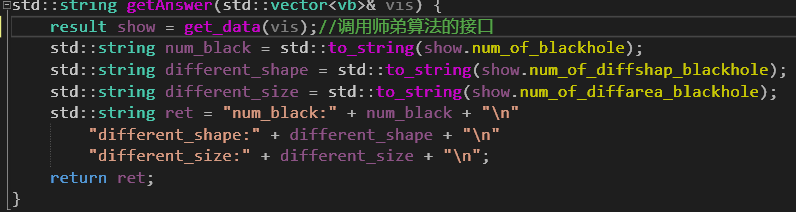 std::string getAnswer(std::vector<vb>& vis) {
    result show = get_data(vis);//调用师弟算法的接口
    std::string num_black = std::to_string(show.num_of_blackhole);
    std::string different_shape = std::to_string(show.num_of_diffshap_blackhole);
    std::string different_size = std::to_string(show.num_of_diffarea_blackhole);
    std::string ret = "num_black:" + num_black + "\n"
        "different_shape:" + different_shape + "\n"
        "different_size:" + different_size + "\n";
    return ret;
}